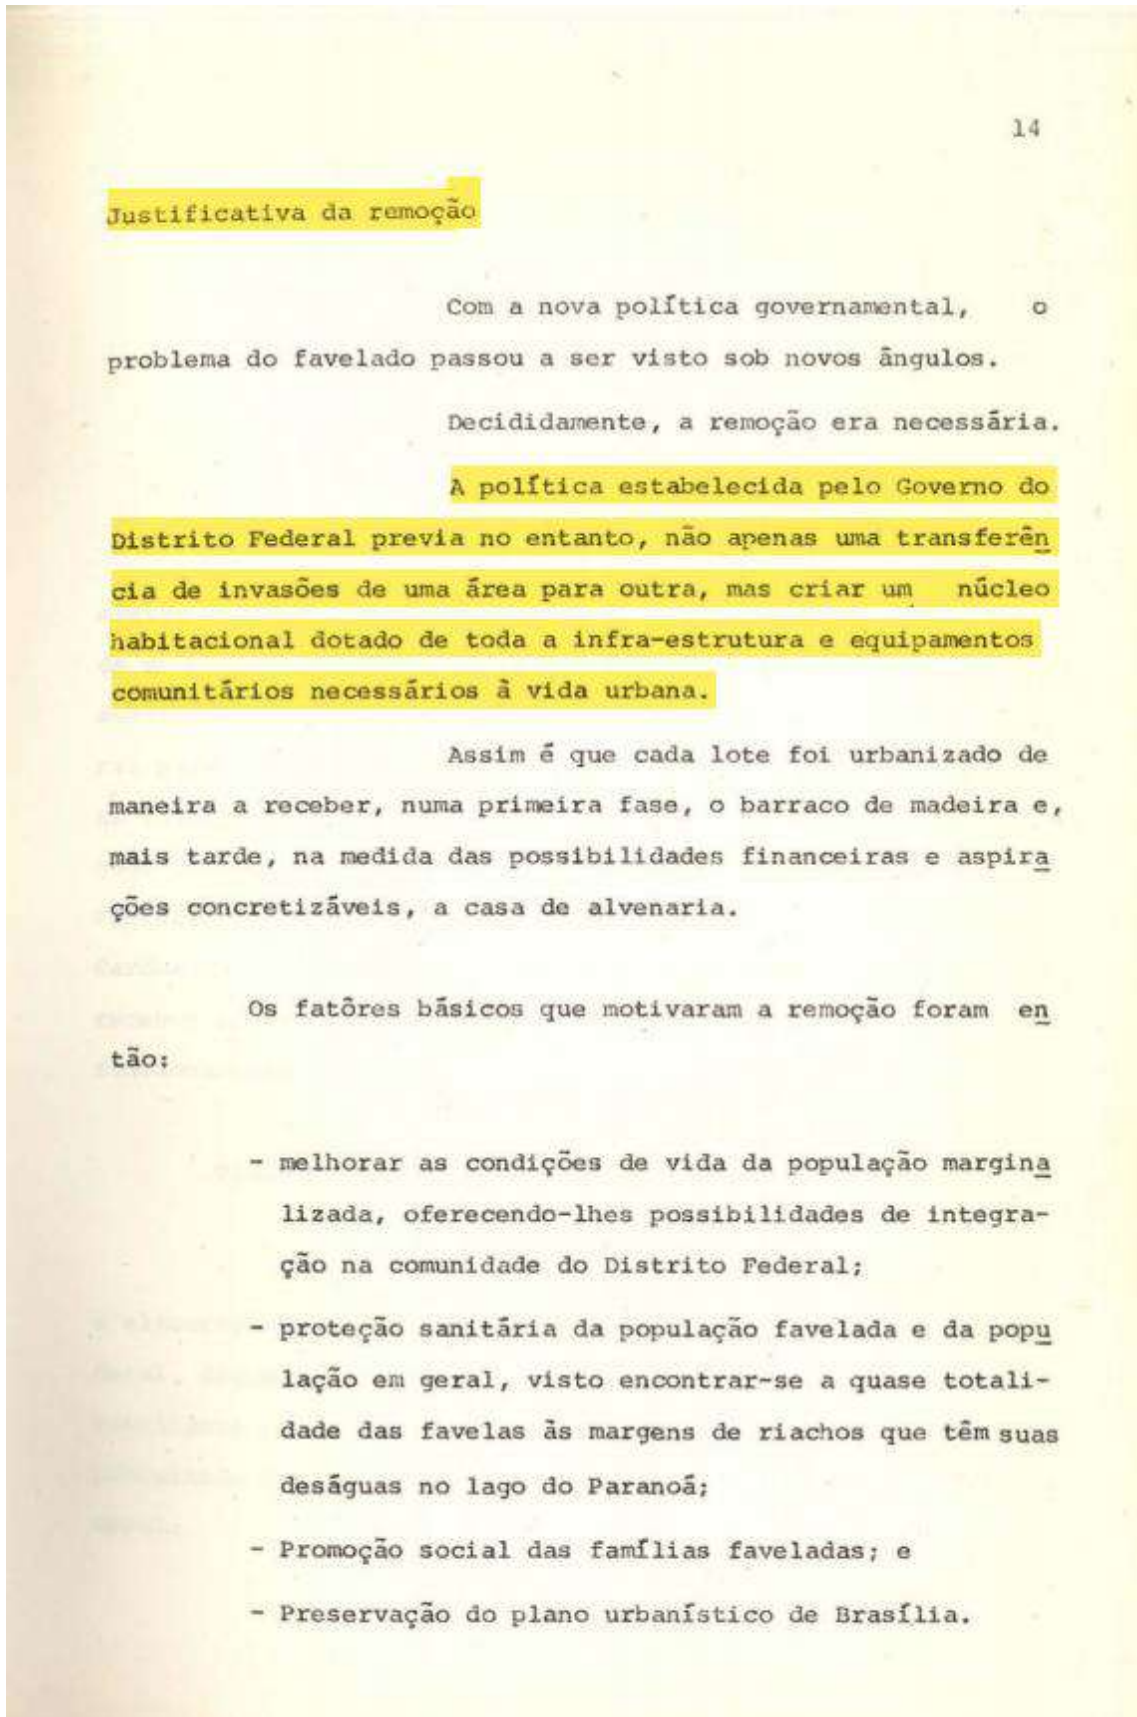 14
Justificativa da remoção
Com a nova política governamental, o
problema do favelado passou a ser visto sob novos ângulos.
Decididamente, a remoção era necessária.
A política estabelecida pelo Governo do
Distrito Federal previa no entanto, não apenas uma transferên
cia de invasões de uma área para outra, mas criar um núcleo
habitacional dotado de toda a infra-estrutura e equipamentos
comunitários necessários à vida urbana.
Assim é que cada lote foi urbanizado de
maneira a receber, numa primeira fase, o barraco de madeira e,
mais tarde, na medida das possibilidades financeiras e aspira
ções concretizáveis, a casa de alvenaria.
Os fatôres básicos que motivaram a remoção foram en
tão:
- melhorar as condições de vida da população margina
lizada, oferecendo-lhes possibilidades de integra-
ção na comunidade do Distrito Federal;
- proteção sanitária da população favelada e da popu
lação em geral, visto encontrar-se a quase totali-
dade das favelas às margens de riachos que têm suas
deságuas no lago do Paranoá;
- Promoção social das famílias faveladas; e
- Preservação do plano urbanístico de Brasília.